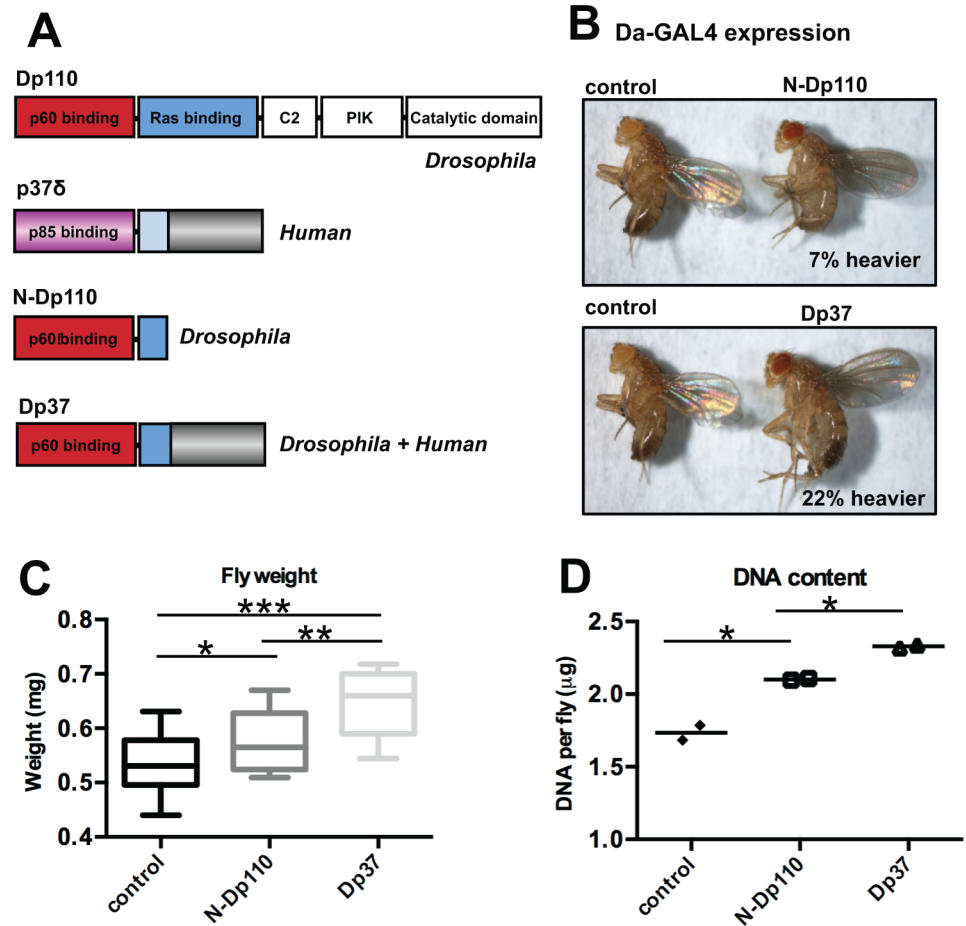 A
Dp110
p60 binding
Ras binding
C2
PIK
Catalytic domain
Drosophila
p37δ
p85 binding
Human
N-Dp110
p60 binding
Drosophila
Dp37
p60 binding
Drosophila + Human
B Da-GAL4 expression
control
N-Dp110
7% heavier
control
Dp37
22% heavier
C
Fly weight
***
*
**
Weight (mg)
0.8
0.7
0.6
0.5
0.4
control
N-Dp110
Dp37
D
DNA content
*
*
DNA per fly (μg)
2.5
2.0
1.5
1.0
control
N-Dp110
Dp37